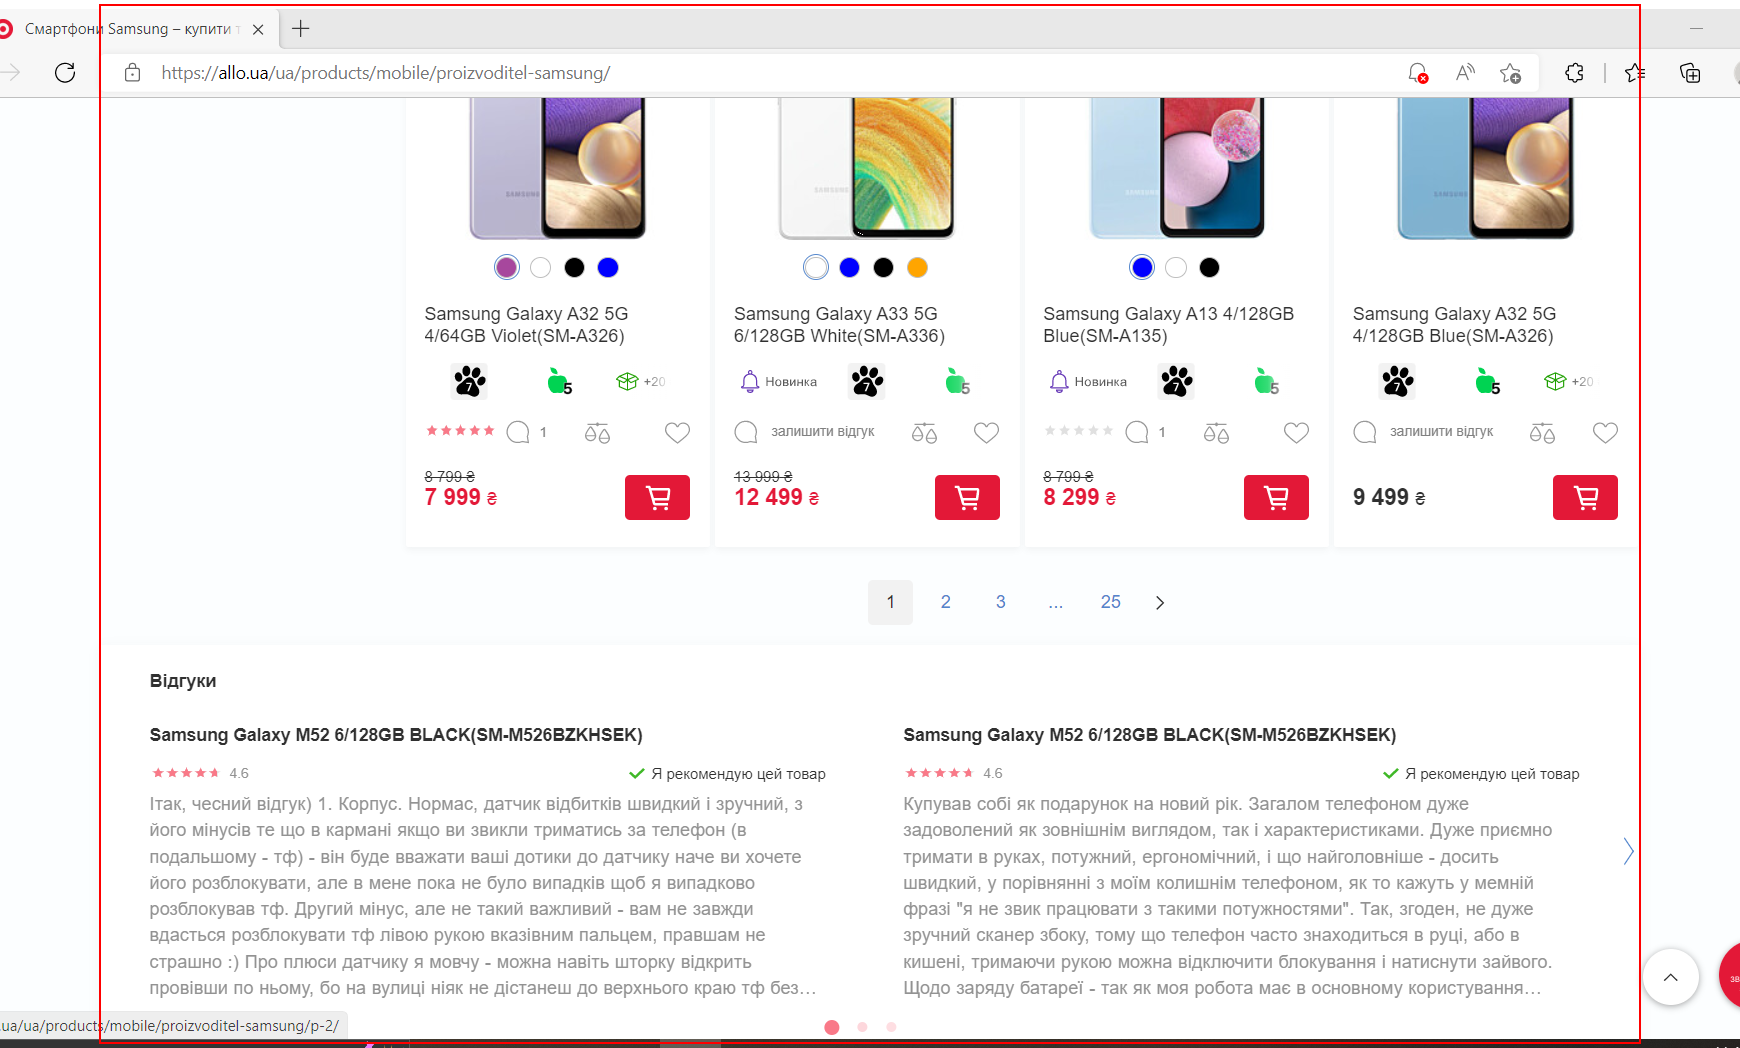 Смартфони Samsung – купити т
https://allo.ua/ua/products/mobile/proizvoditel-samsung/
SAMSUNG
SAMSUNG
SAMSUNG
SAMSUNG
Samsung Galaxy A32 5G
4/64GB Violet(SM-A326)
7
5
+20
1
8 799 ₴
7 999 ₴
Samsung Galaxy A33 5G
6/128GB White(SM-A336)
Новинка
7
5
залишити відгук
13 999 ₴
12 499 ₴
Samsung Galaxy A13 4/128GB
Blue(SM-A135)
Новинка
7
5
1
8 799 ₴
8 299 ₴
Samsung Galaxy A32 5G
4/128GB Blue(SM-A326)
7
5
+20
залишити відгук
9 499 ₴
1 2 3 ... 25
Відгуки
Samsung Galaxy M52 6/128GB BLACK(SM-M526BZKHSEK)
4.6
Я рекомендую цей товар
Ітак, чесний відгук) 1. Корпус. Нормас, датчик відбитків швидкий і зручний, з
його мінусів те що в кармані якщо ви звикли триматись за телефон (в
подальшому - тф) - він буде вважати ваші дотики до датчику наче ви хочете
його розблокувати, але в мене пока не було випадків щоб я випадково
розблокував тф. Другий мінус, але не такий важливий - вам не завжди
вдасться розблокувати тф лівою рукою вказівним пальцем, правшам не
страшно :) Про плюси датчику я мовчу - можна навіть шторку відкрить
провівши по ньому, бо на вулиці ніяк не дістанеш до верхнього краю тф без…
Samsung Galaxy M52 6/128GB BLACK(SM-M526BZKHSEK)
4.6
Я рекомендую цей товар
Купував собі як подарунок на новий рік. Загалом телефоном дуже
задоволений як зовнішнім виглядом, так і характеристиками. Дуже приємно
тримати в руках, потужний, ергономічний, і що найголовніше - досить
швидкий, у порівнянні з моїм колишнім телефоном, як то кажуть у мемній
фразі "я не звик працювати з такими потужностями". Так, згоден, не дуже
зручний сканер збоку, тому що телефон часто знаходиться в руці, або в
кишені, тримаючи рукою можна відключити блокування і натиснути зайвого.
Щодо заряду батареї - так як моя робота має в основному користування…
.ua/ua/products/mobile/proizvoditel-samsung/p-2/